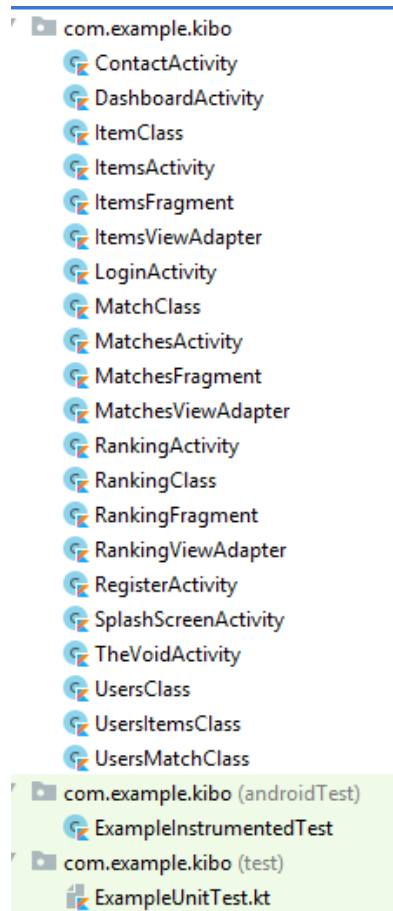 com.example.kibo
ContactActivity
DashboardActivity
ItemClass
ItemsActivity
ItemsFragment
ItemsViewAdapter
LoginActivity
MatchClass
MatchesActivity
MatchesFragment
MatchesViewAdapter
RankingActivity
RankingClass
RankingFragment
RankingViewAdapter
RegisterActivity
SplashScreenActivity
TheVoidActivity
UsersClass
UsersItemsClass
UsersMatchClass
com.example.kibo (androidTest)
ExampleInstrumentedTest
com.example.kibo (test)
ExampleUnitTest.kt